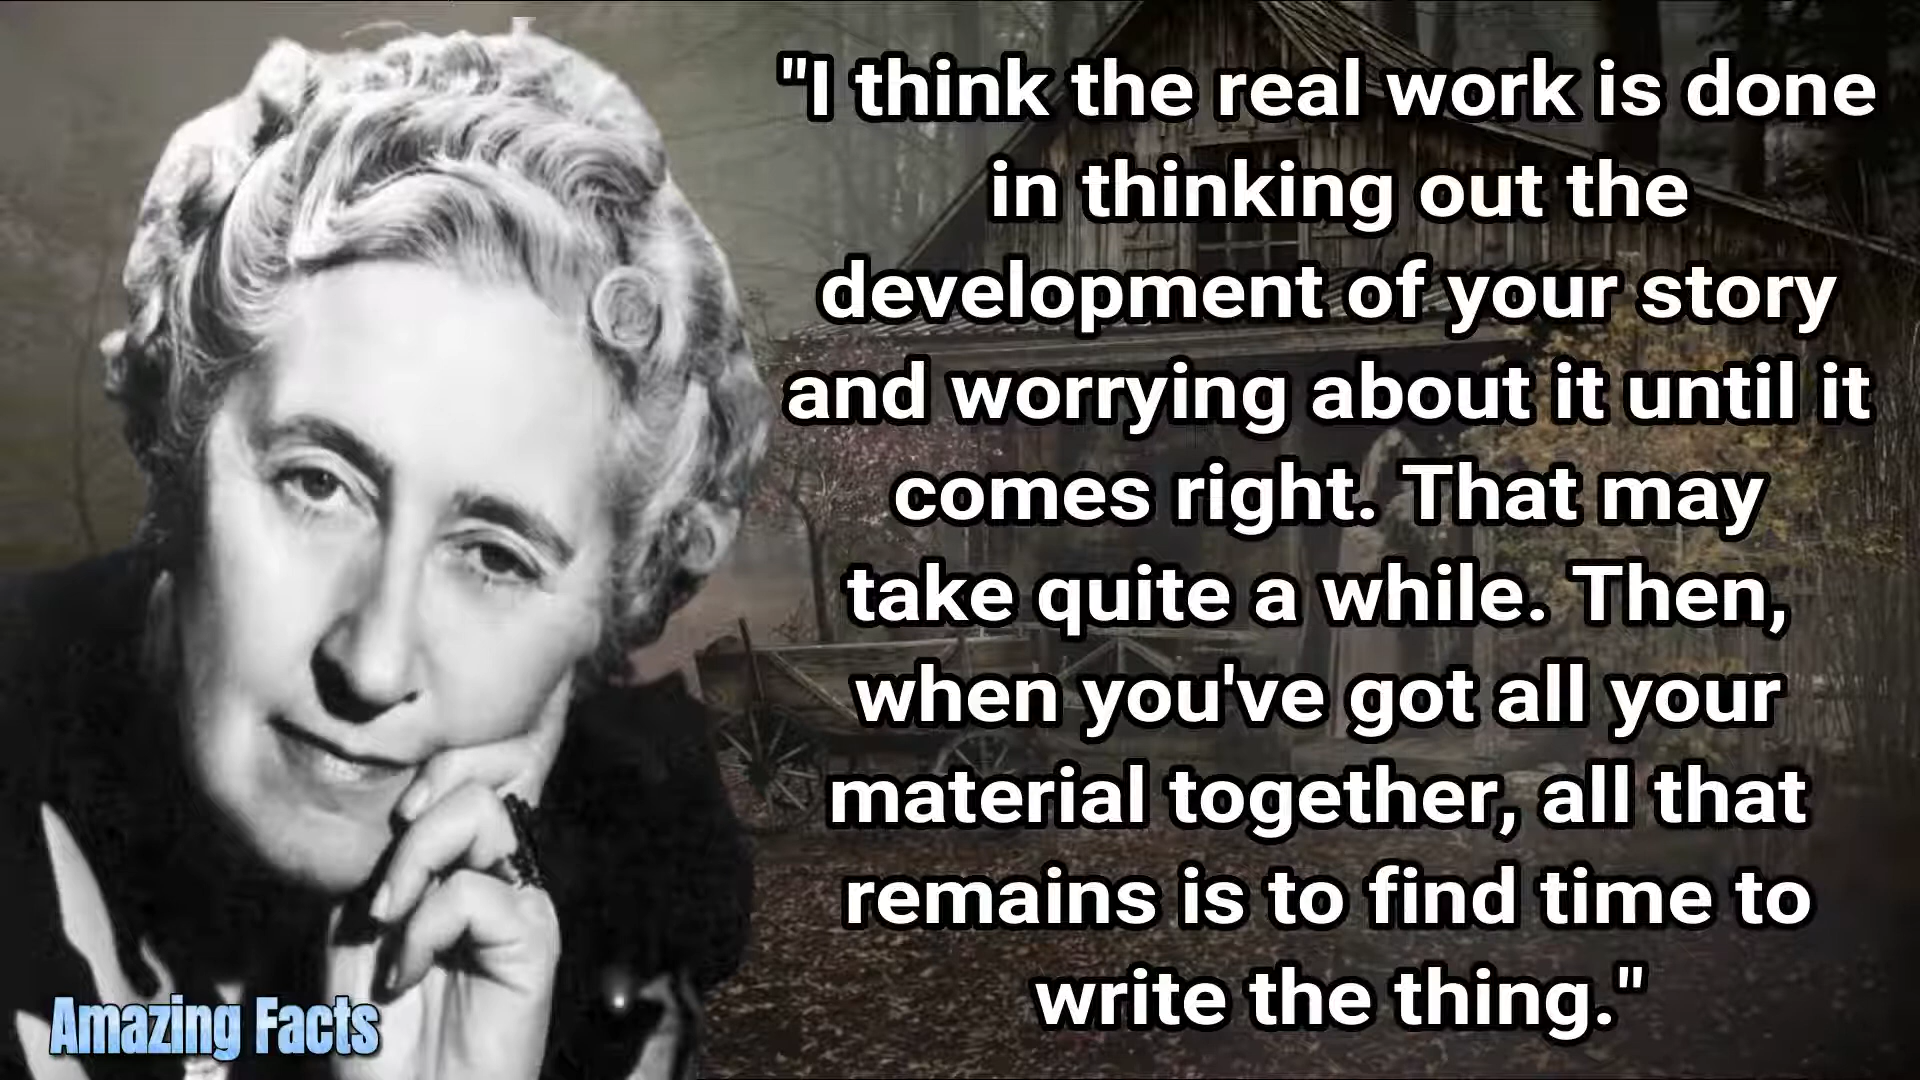 "I think the real work is done
in thinking out the
development of your story
and worrying about it until it
comes right. That may
take quite a while. Then,
when you've got all your
material together, all that
remains is to find time to
write the thing."
Amazing Facts